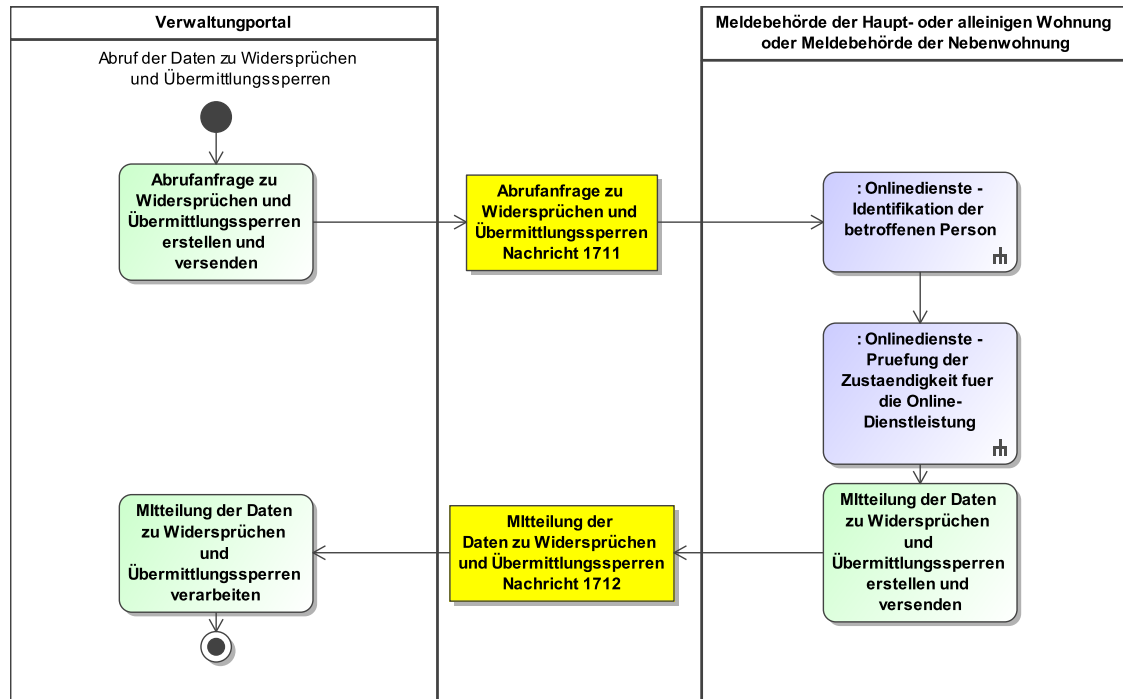 Verwaltungportal
Meldebehörde der Haupt- oder alleinigen Wohnung
oder Meldebehörde der Nebenwohnung
Abruf der Daten zu Widersprüchen
und Übermittlungssperren
Abrufanfrage zu
Widersprüchen und
Übermittlungssperren
erstellen und
versenden
Abrufanfrage zu
Widersprüchen und
Übermittlungssperren
Nachricht 1711
: Onlinedienste -
Identifikation der
betroffenen Person
: Onlinedienste -
Pruefung der
Zustaendigkeit fuer
die Online-
Dienstleistung
MItteilung der Daten
zu Widersprüchen
und
Übermittlungssperren
erstellen und
versenden
MItteilung der
Daten zu Widersprüchen
und Übermittlungssperren
Nachricht 1712
MItteilung der Daten
zu Widersprüchen
und
Übermittlungssperren
verarbeiten